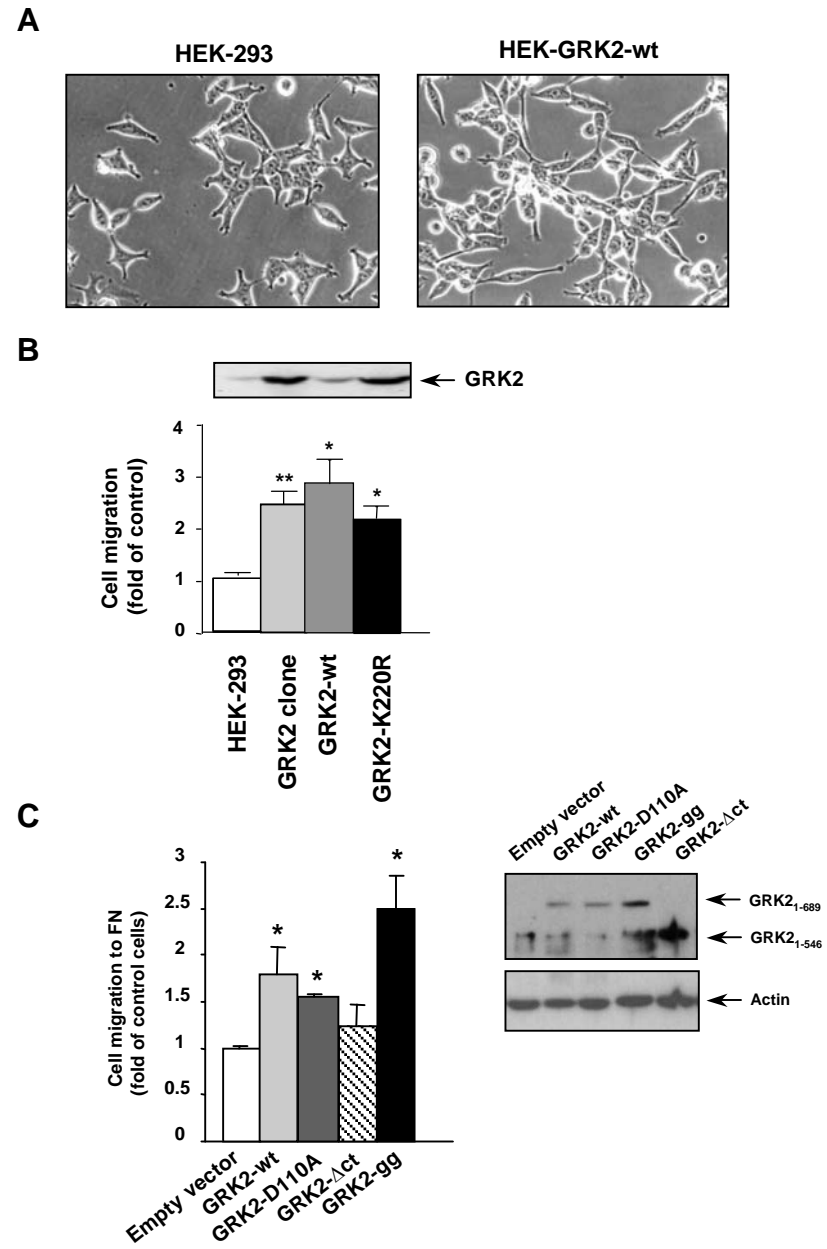 A
HEK-293
HEK-GRK2-wt
B
GRK2
4
3
2
1
0
Cell migration
(fold of control)
**
*
*
HEK-293
GRK2 clone
GRK2-wt
GRK2-K220R
C
3
2.5
2
1.5
1
0.5
0
Cell migration to FN
(fold of control cells)
*
*
*
Empty vector
GRK2-wt
GRK2-D110A
GRK2-Δct
GRK2-gg
Empty vector
GRK2-wt
GRK2-D110A
GRK2-gg
GRK2-Δct
GRK2₁₋₆₈₉
GRK2₁₋₅₄₆
Actin